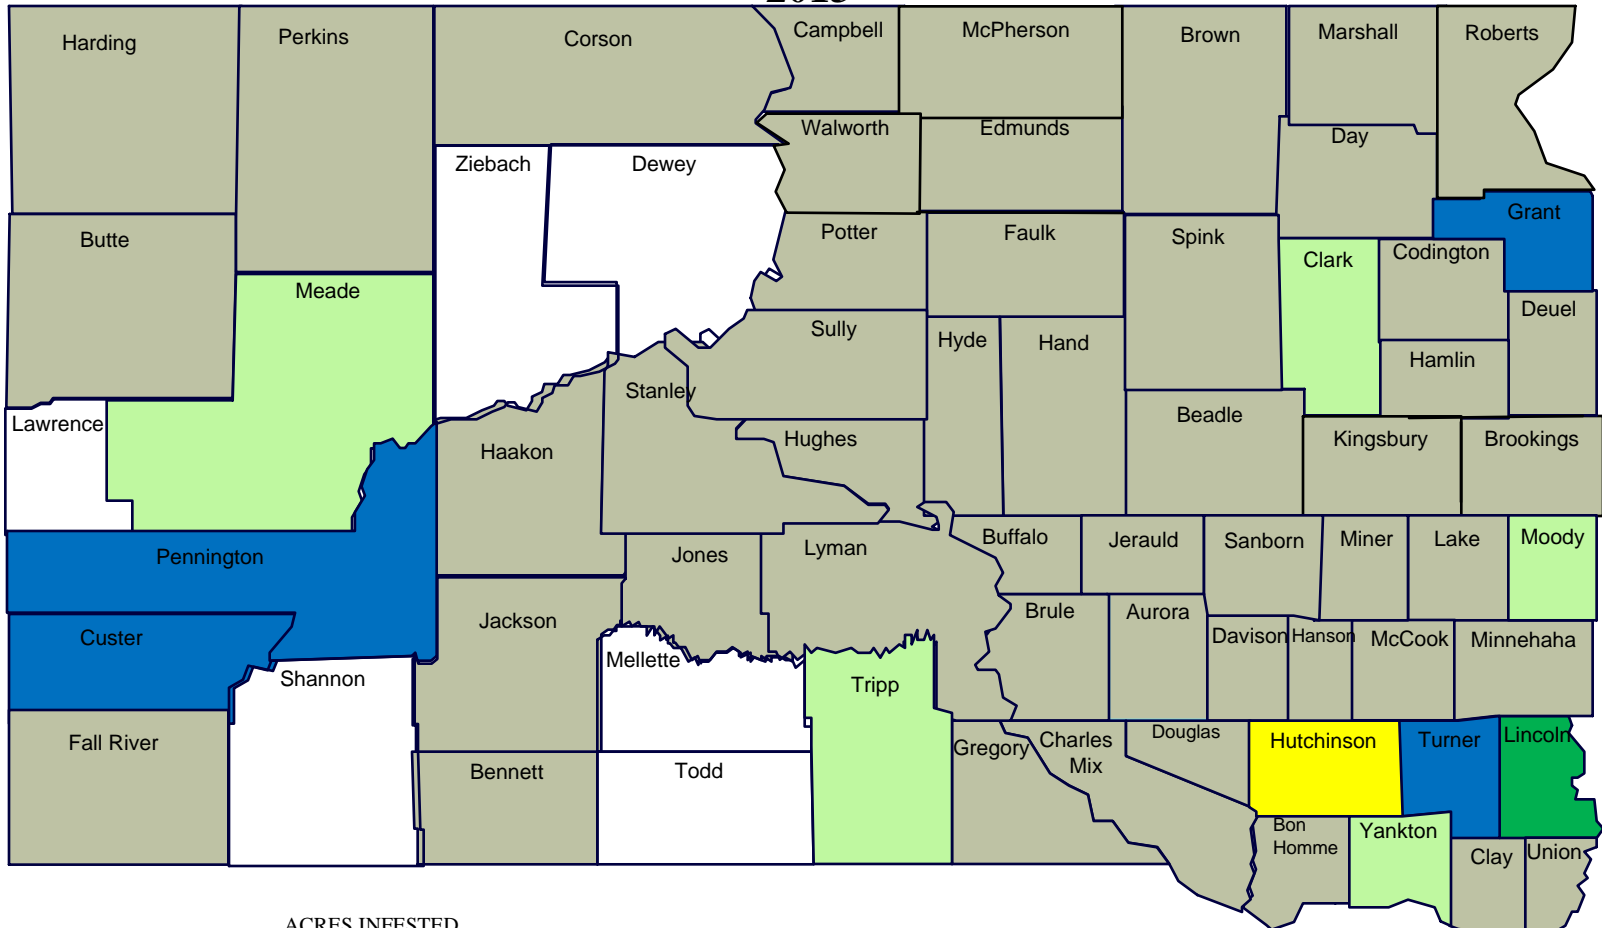 2013
Harding
Perkins
Corson
Campbell
McPherson
Brown
Marshall
Roberts
Walworth
Edmunds
Day
Ziebach
Dewey
Grant
Butte
Potter
Faulk
Spink
Clark
Codington
Meade
Deuel
Sully
Hyde
Hand
Hamlin
Stanley
Beadle
Lawrence
Haakon
Hughes
Kingsbury
Brookings
Pennington
Jones
Lyman
Buffalo
Jerauld
Sanborn
Miner
Lake
Moody
Custer
Jackson
Brule
Aurora
Davison
Hanson
McCook
Minnehaha
Shannon
Mellette
Tripp
Fall River
Bennett
Todd
Gregory
Charles
Mix
Douglas
Hutchinson
Turner
Lincoln
Bon
Homme
Yankton
Clay
Union
ACRES INFESTED